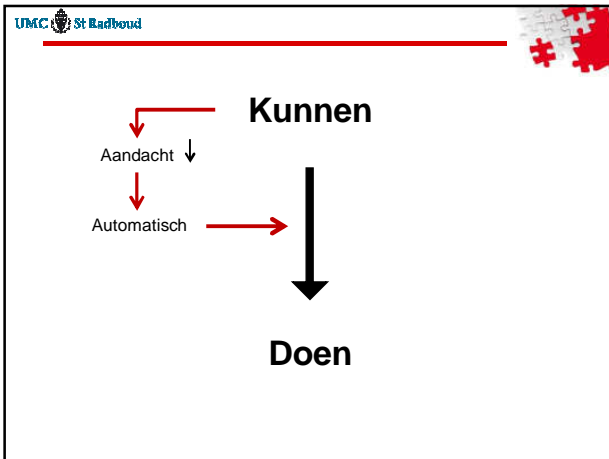 UMC St Radboud
Kunnen
Aandacht
Automatisch
Doen